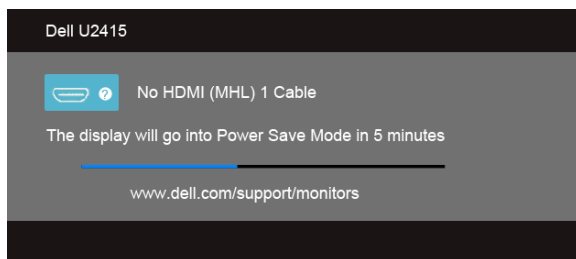 Dell U2415
? No HDMI (MHL) 1 Cable
The display will go into Power Save Mode in 5 minutes
www.dell.com/support/monitors